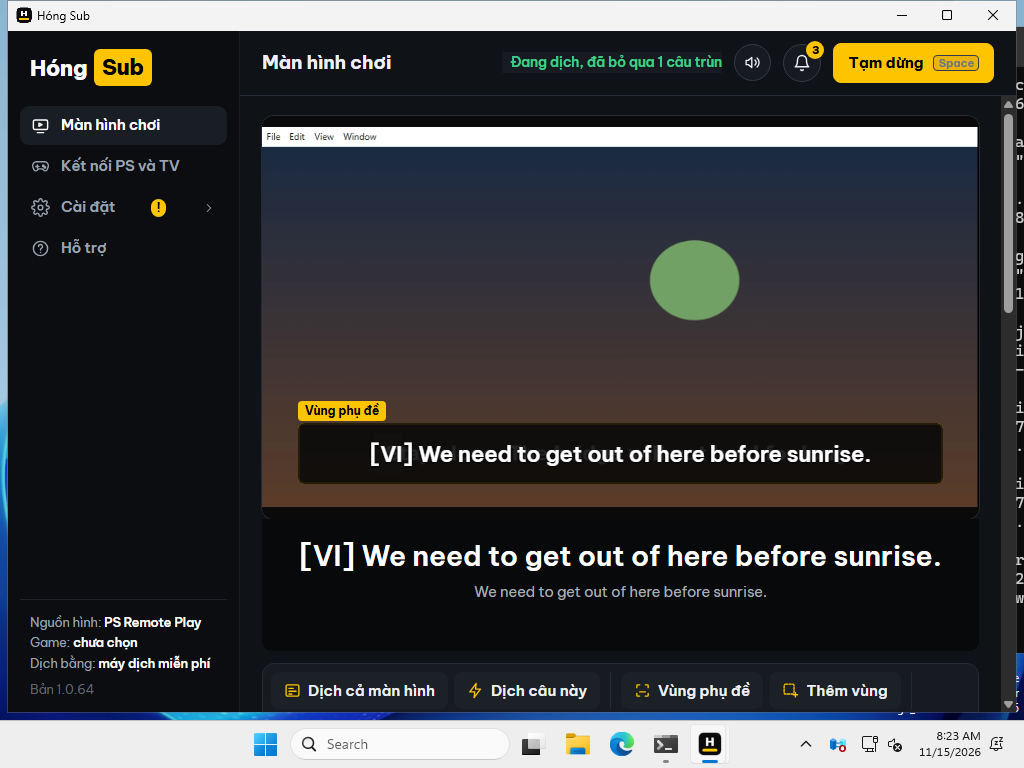 Hóng Sub
Hóng Sub
Màn hình chơi
Kết nối PS và TV
Cài đặt !
Hỗ trợ
Nguồn hình: PS Remote Play
Game: chưa chọn
Dịch bằng: máy dịch miễn phí
Bản 1.0.64
Màn hình chơi
Đang dịch, đã bỏ qua 1 câu trùn
3
Tạm dừng Space
File Edit View Window
Vùng phụ đề
[VI] We need to get out of here before sunrise.
[VI] We need to get out of here before sunrise.
We need to get out of here before sunrise.
Dịch cả màn hình
Dịch câu này
Vùng phụ đề
Thêm vùng
Search
8:23 AM
11/15/2026